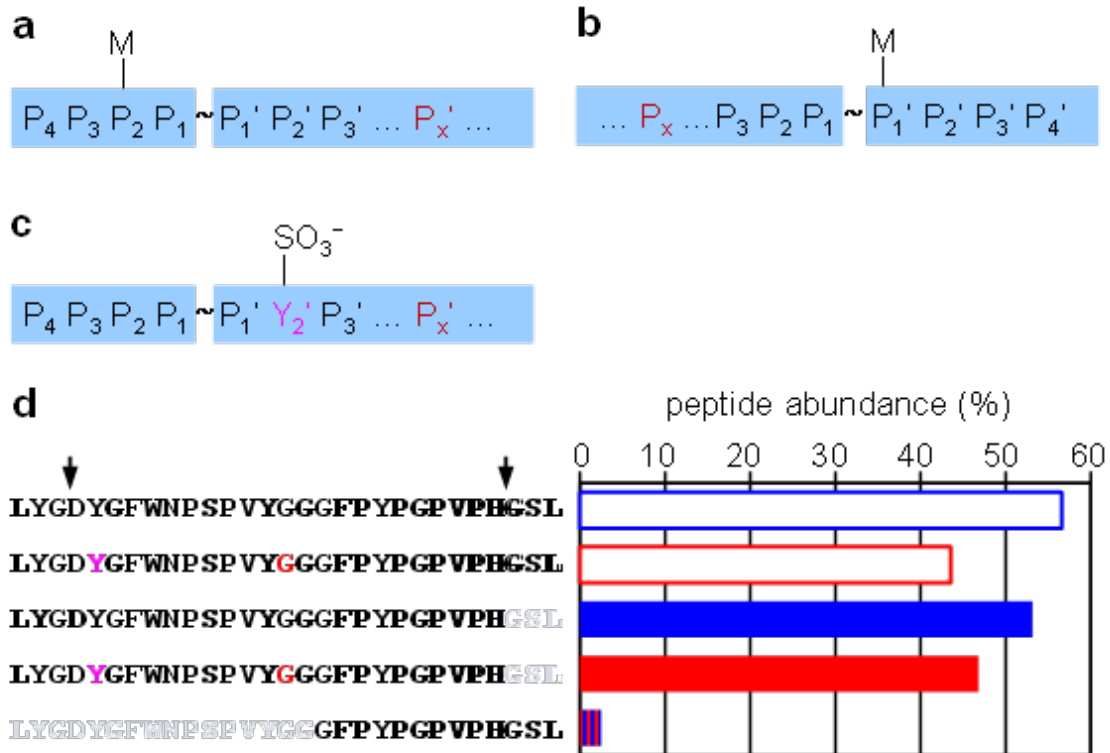 a
M
P₄ P₃ P₂ P₁ ~ P₁' P₂' P₃' ... Pₓ' ...
b
M
... Pₓ ... P₃ P₂ P₁ ~ P₁' P₂' P₃' P₄'
c
SO₃⁻
P₄ P₃ P₂ P₁ ~ P₁' Y₂' P₃' ... Pₓ' ...
d
peptide abundance (%)
0 10 20 30 40 50 60
LYGDYGFWNPSPVYGGGFPYPGPVPHGSL
LYGDYGFWNPSPVYGGGFPYPGPVPHGSL
LYGDYGFWNPSPVYGGGFPYPGPVPHGSL
LYGDYGFWNPSPVYGGGFPYPGPVPHGSL
LYGDYGFWNPSPVYGGGFPYPGPVPHGSL